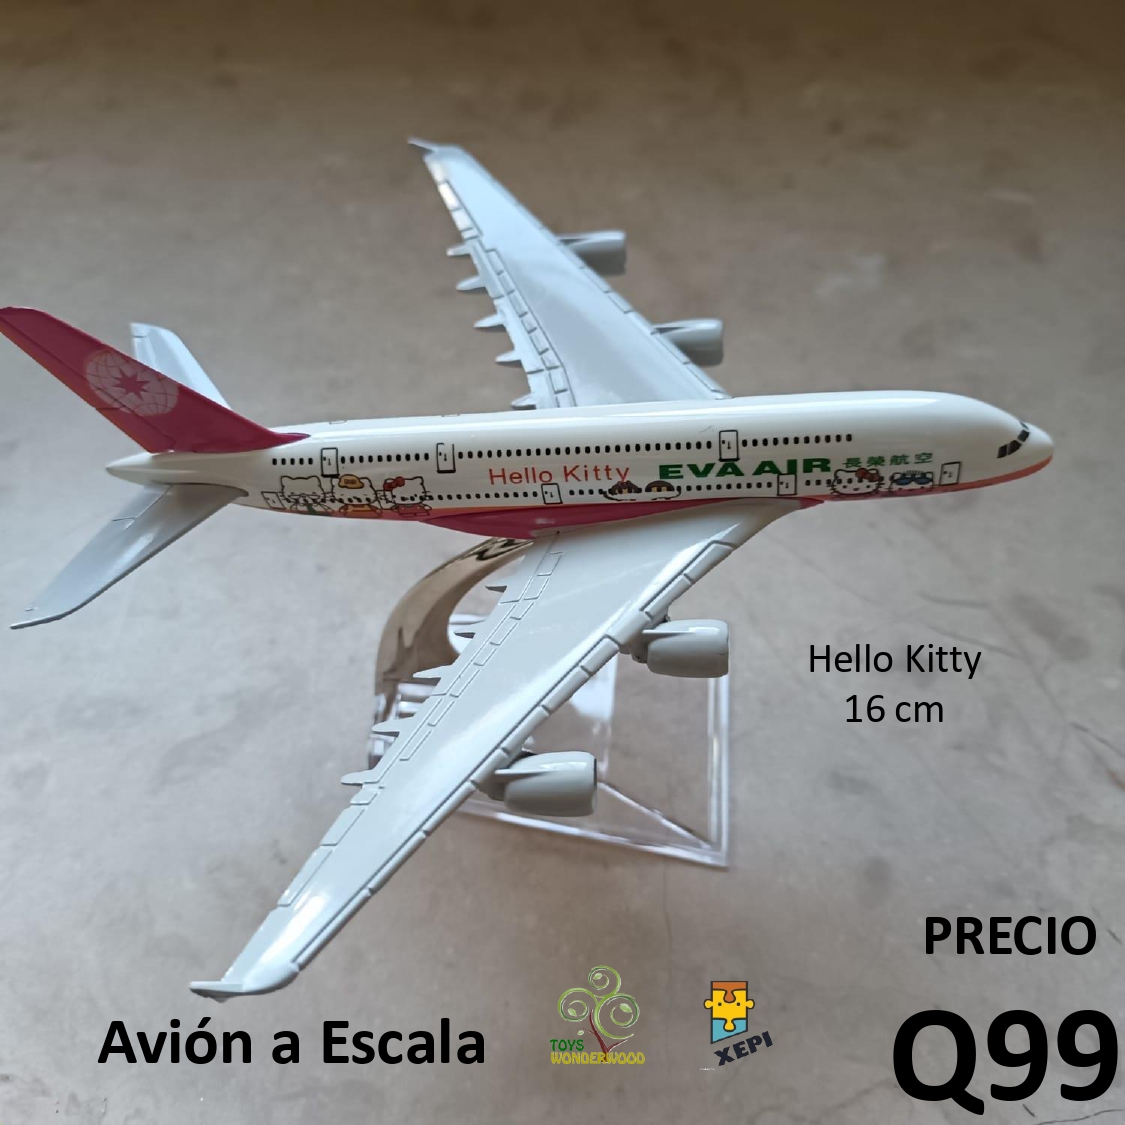 Hello Kitty
EVA AIR 長榮航空
Hello Kitty
16 cm
PRECIO
Q99
Avión a Escala
TOYS
WONDERWOOD
XEPI